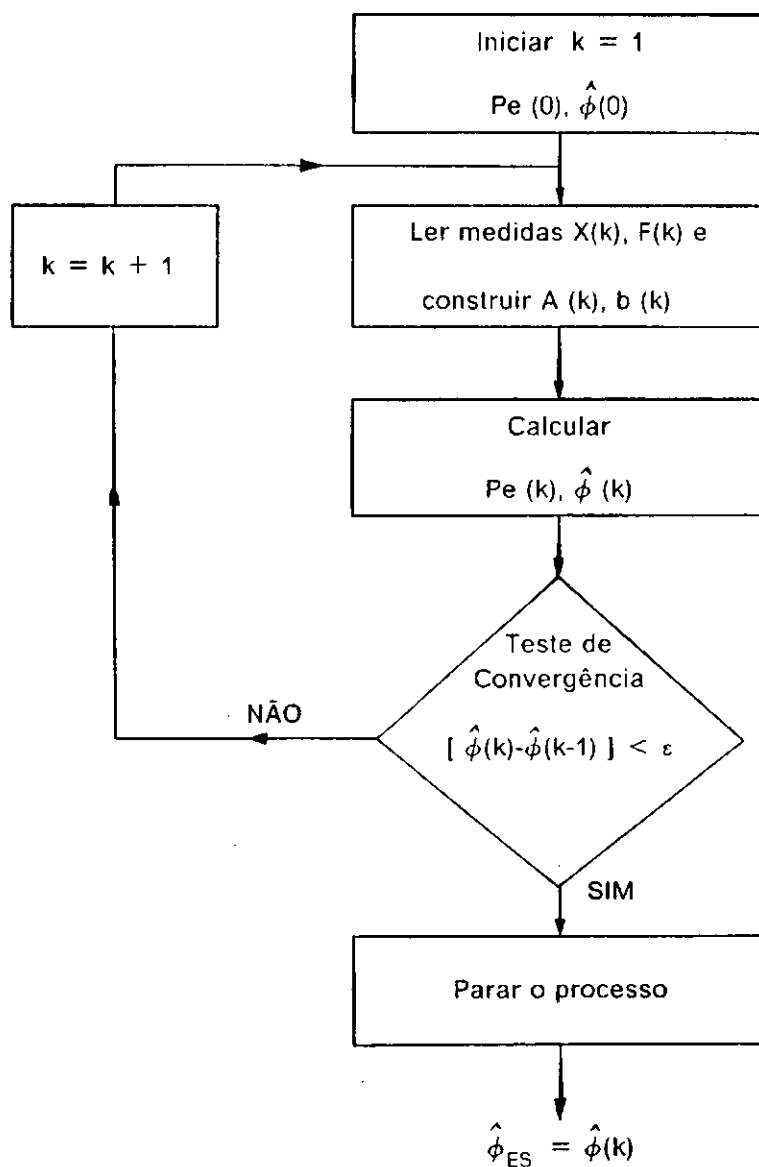 Iniciar k = 1
Pe (0), φ̂(0)
k = k + 1
Ler medidas X(k), F(k) e
construir A (k), b (k)
Calcular
Pe (k), φ̂ (k)
Teste de
Convergência
[ φ̂(k)-φ̂(k-1) ] < ε
NÃO
SIM
Parar o processo
φ̂ES = φ̂(k)